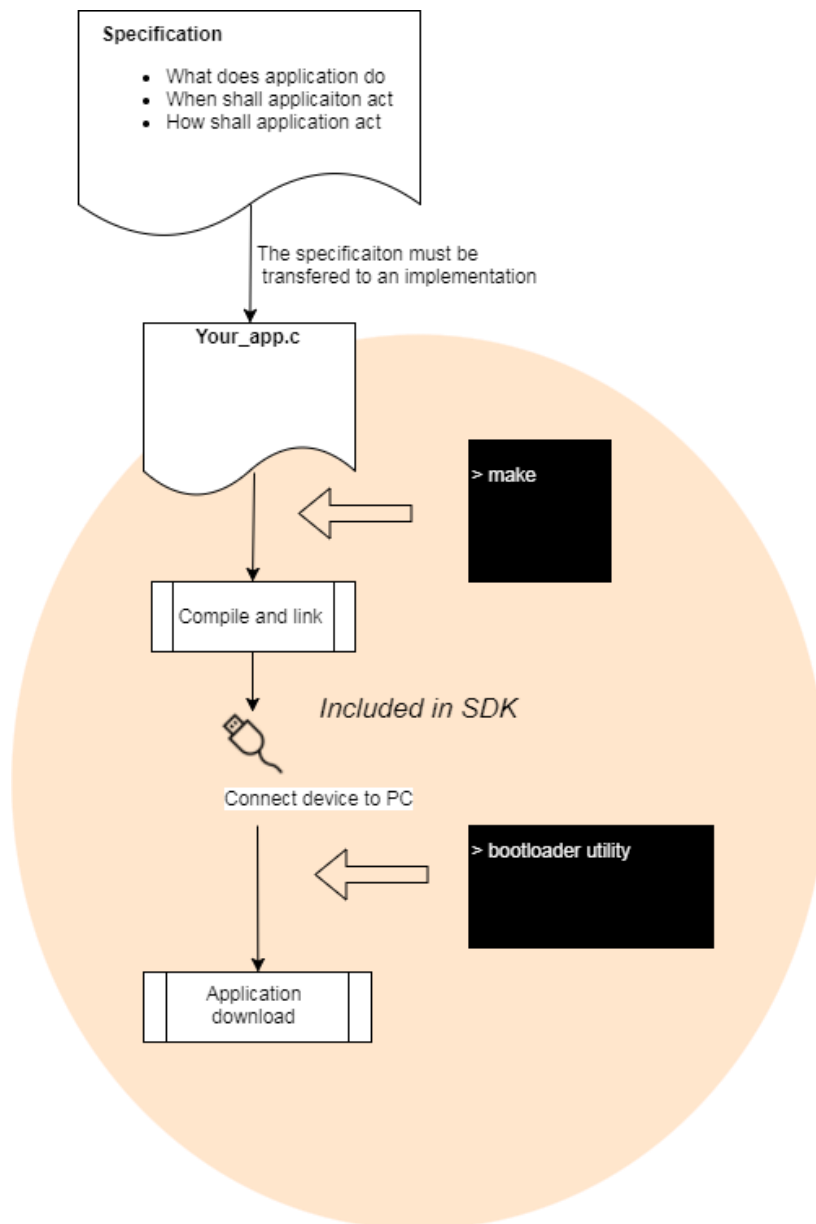 Specification
• What does application do
• When shall applicaiton act
• How shall application act
The specificaiton must be
transfered to an implementation
Your_app.c
> make
Compile and link
Included in SDK
Connect device to PC
> bootloader utility
Application
download